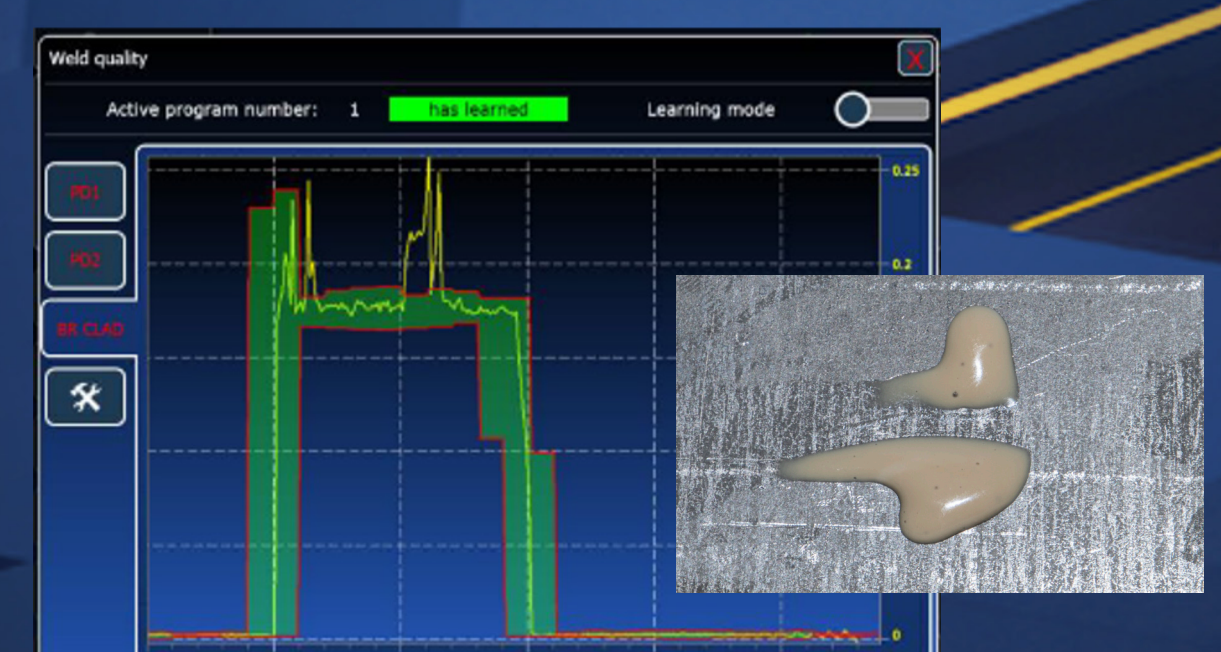 Weld quality
X
Active program number: 1 has learned Learning mode
PD1
PD2
BR CLAD
0.25
0.2
0